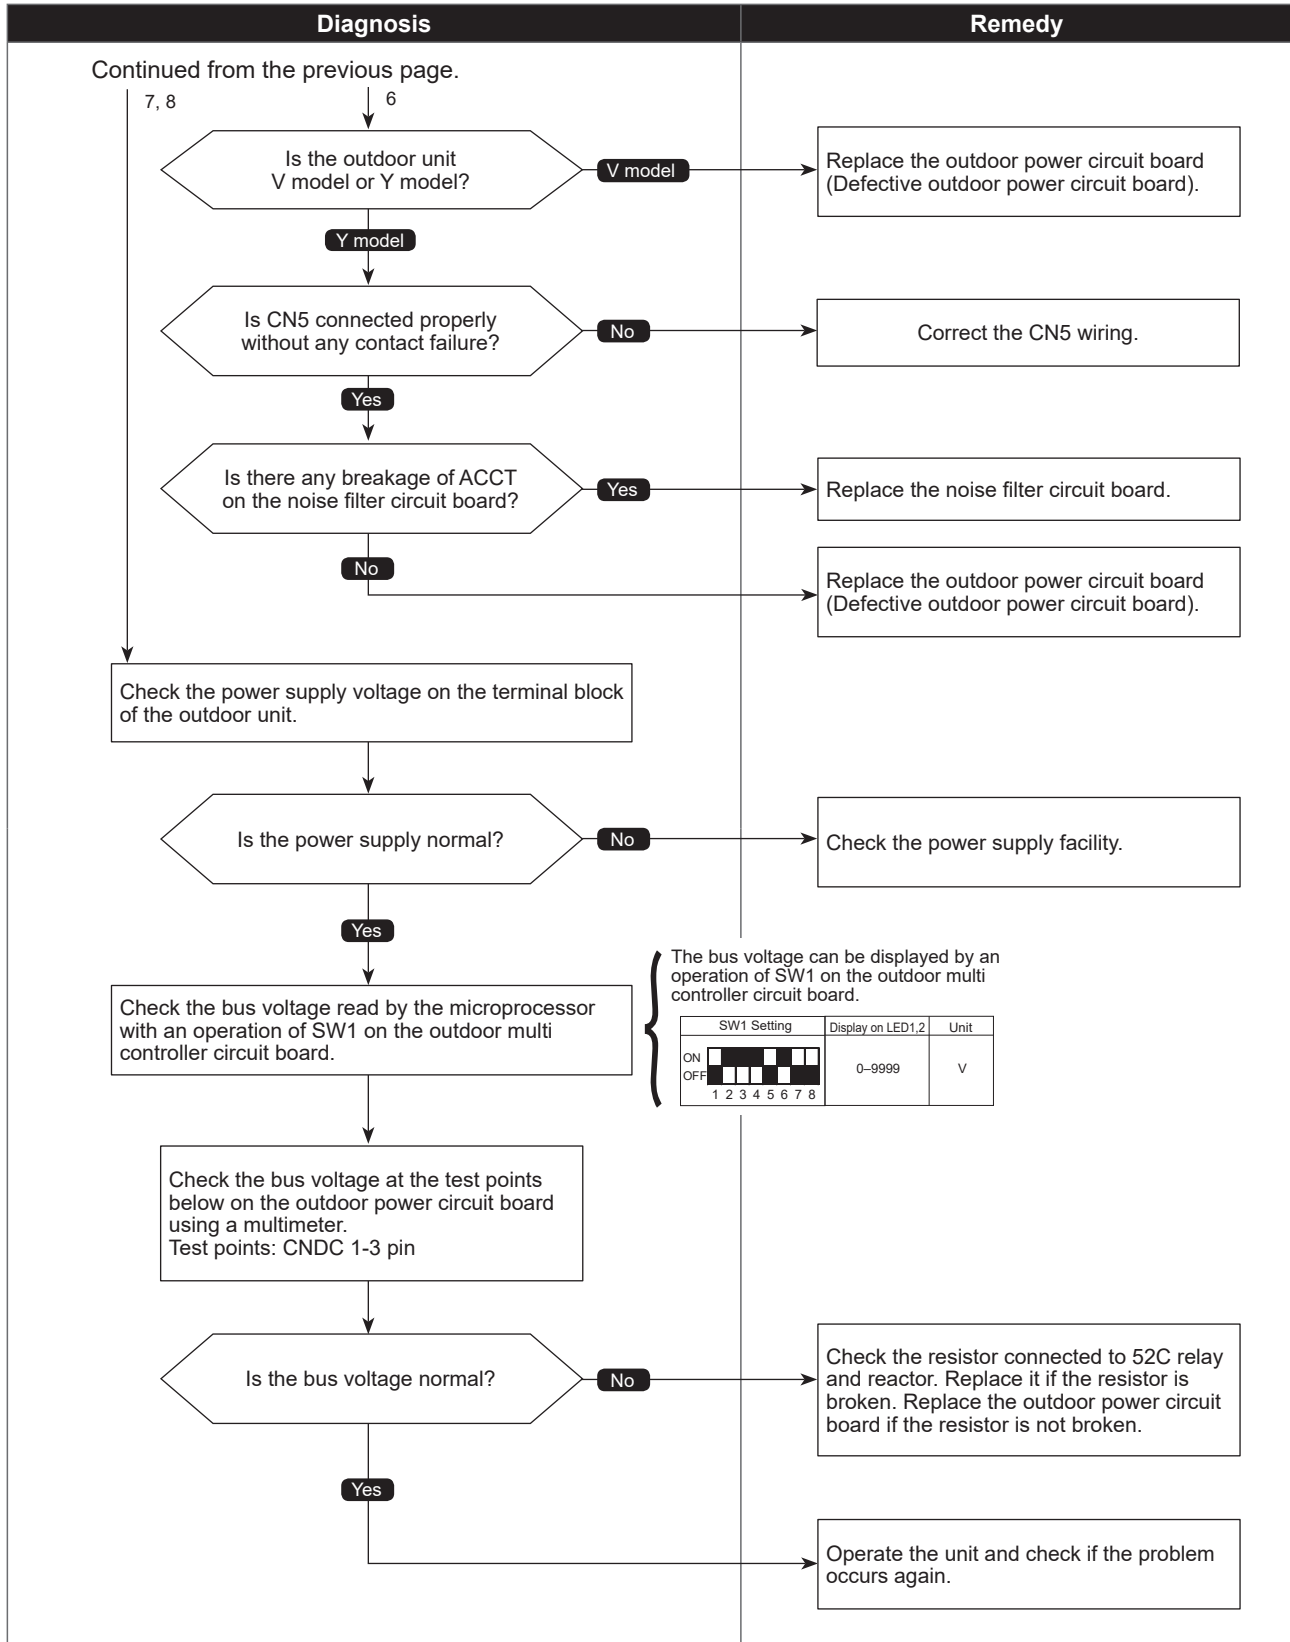 Diagnosis
Remedy
Continued from the previous page.
7, 8
6
Is the outdoor unit
V model or Y model?
V model
Replace the outdoor power circuit board
(Defective outdoor power circuit board).
Y model
Is CN5 connected properly
without any contact failure?
No
Correct the CN5 wiring.
Yes
Is there any breakage of ACCT
on the noise filter circuit board?
Yes
Replace the noise filter circuit board.
No
Replace the outdoor power circuit board
(Defective outdoor power circuit board).
Check the power supply voltage on the terminal block
of the outdoor unit.
Is the power supply normal?
No
Check the power supply facility.
Yes
Check the bus voltage read by the microprocessor
with an operation of SW1 on the outdoor multi
controller circuit board.
The bus voltage can be displayed by an
operation of SW1 on the outdoor multi
controller circuit board.
SW1 Setting
Display on LED1,2
Unit
ON
OFF
1 2 3 4 5 6 7 8
0–9999
V
Check the bus voltage at the test points
below on the outdoor power circuit board
using a multimeter.
Test points: CNDC 1-3 pin
Is the bus voltage normal?
No
Check the resistor connected to 52C relay
and reactor. Replace it if the resistor is
broken. Replace the outdoor power circuit
board if the resistor is not broken.
Yes
Operate the unit and check if the problem
occurs again.